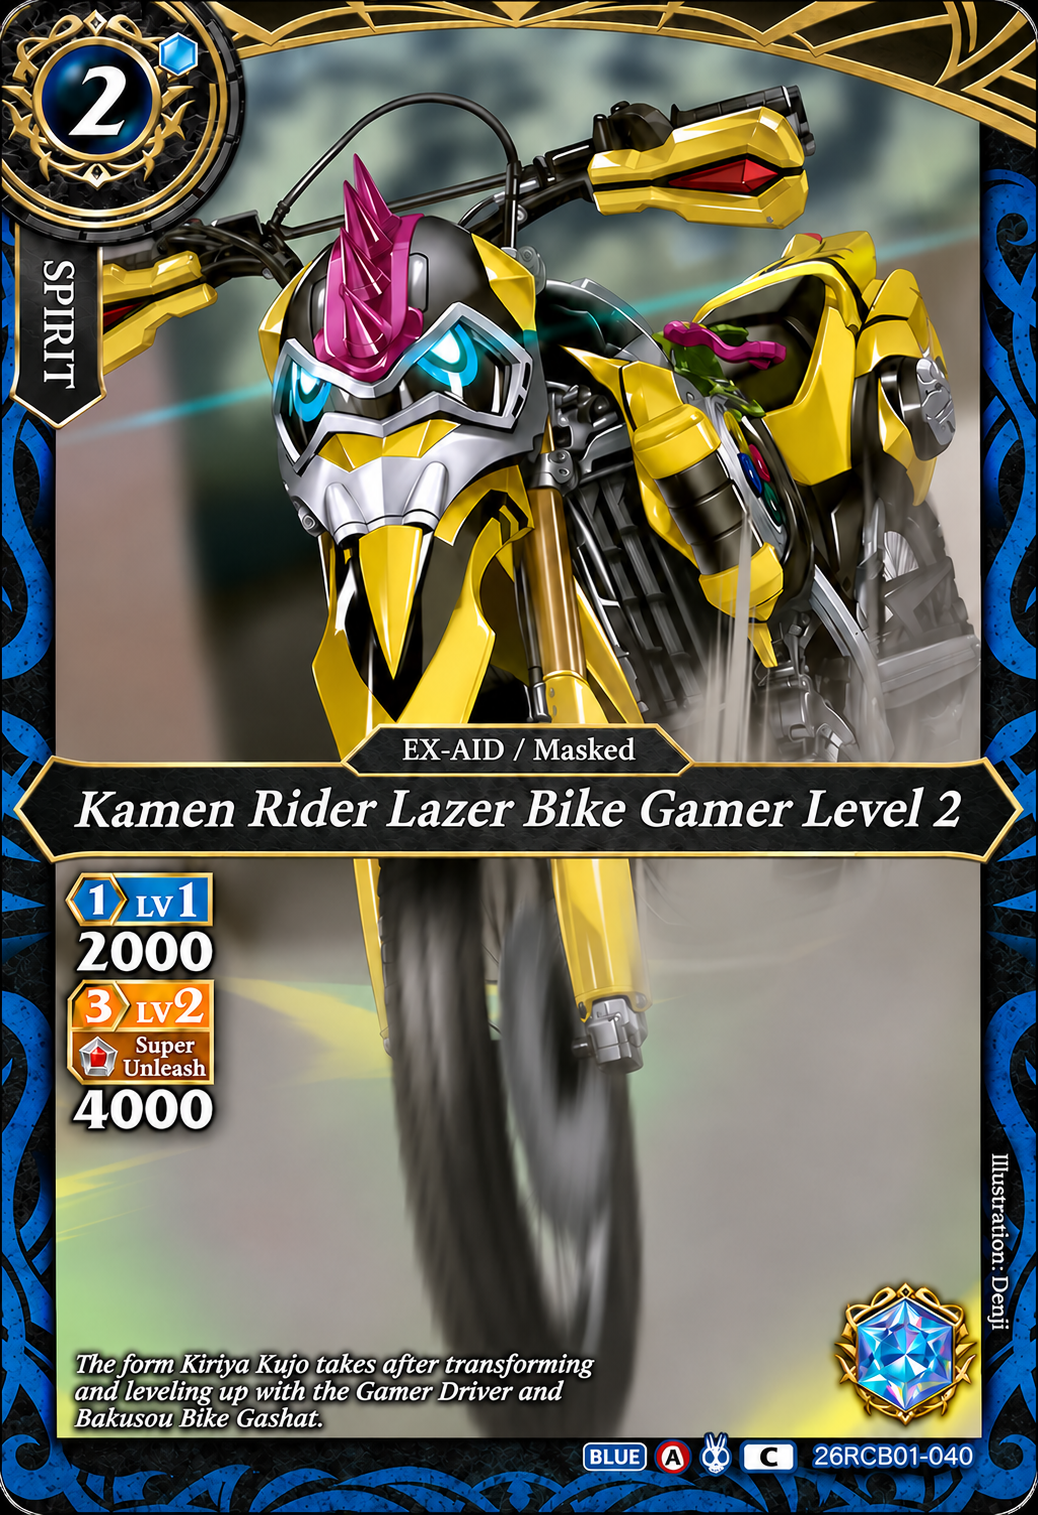 2
SPIRIT
EX-AID / Masked
Kamen Rider Lazer Bike Gamer Level 2
1 LV1
2000
3 LV2
Super
Unleash
4000
Illustration: Denji
The form Kiriya Kujo takes after transforming
and leveling up with the Gamer Driver and
Bakusou Bike Gashat.
BLUE A C 26RCB01-040